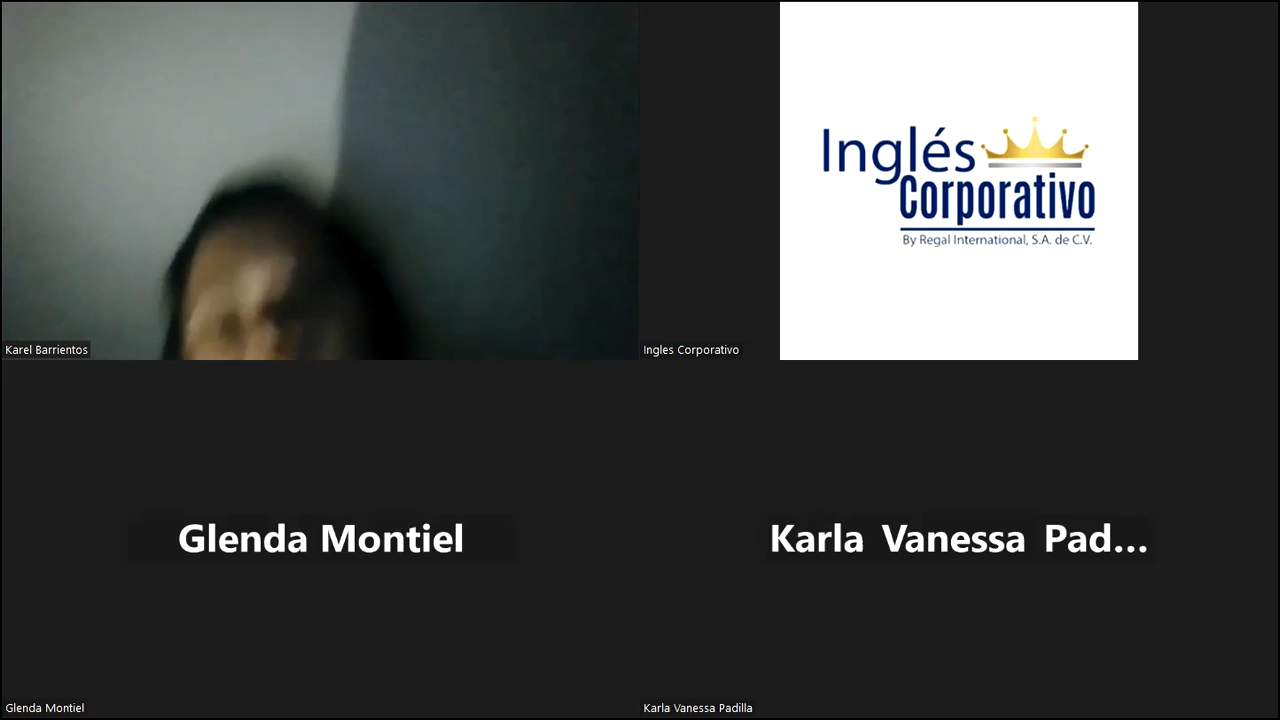 Inglés
Corporativo
By Regal International, S.A. de C.V.
Karel Barrientos
Ingles Corporativo
Glenda Montiel
Karla Vanessa Pad...
Glenda Montiel
Karla Vanessa Padilla